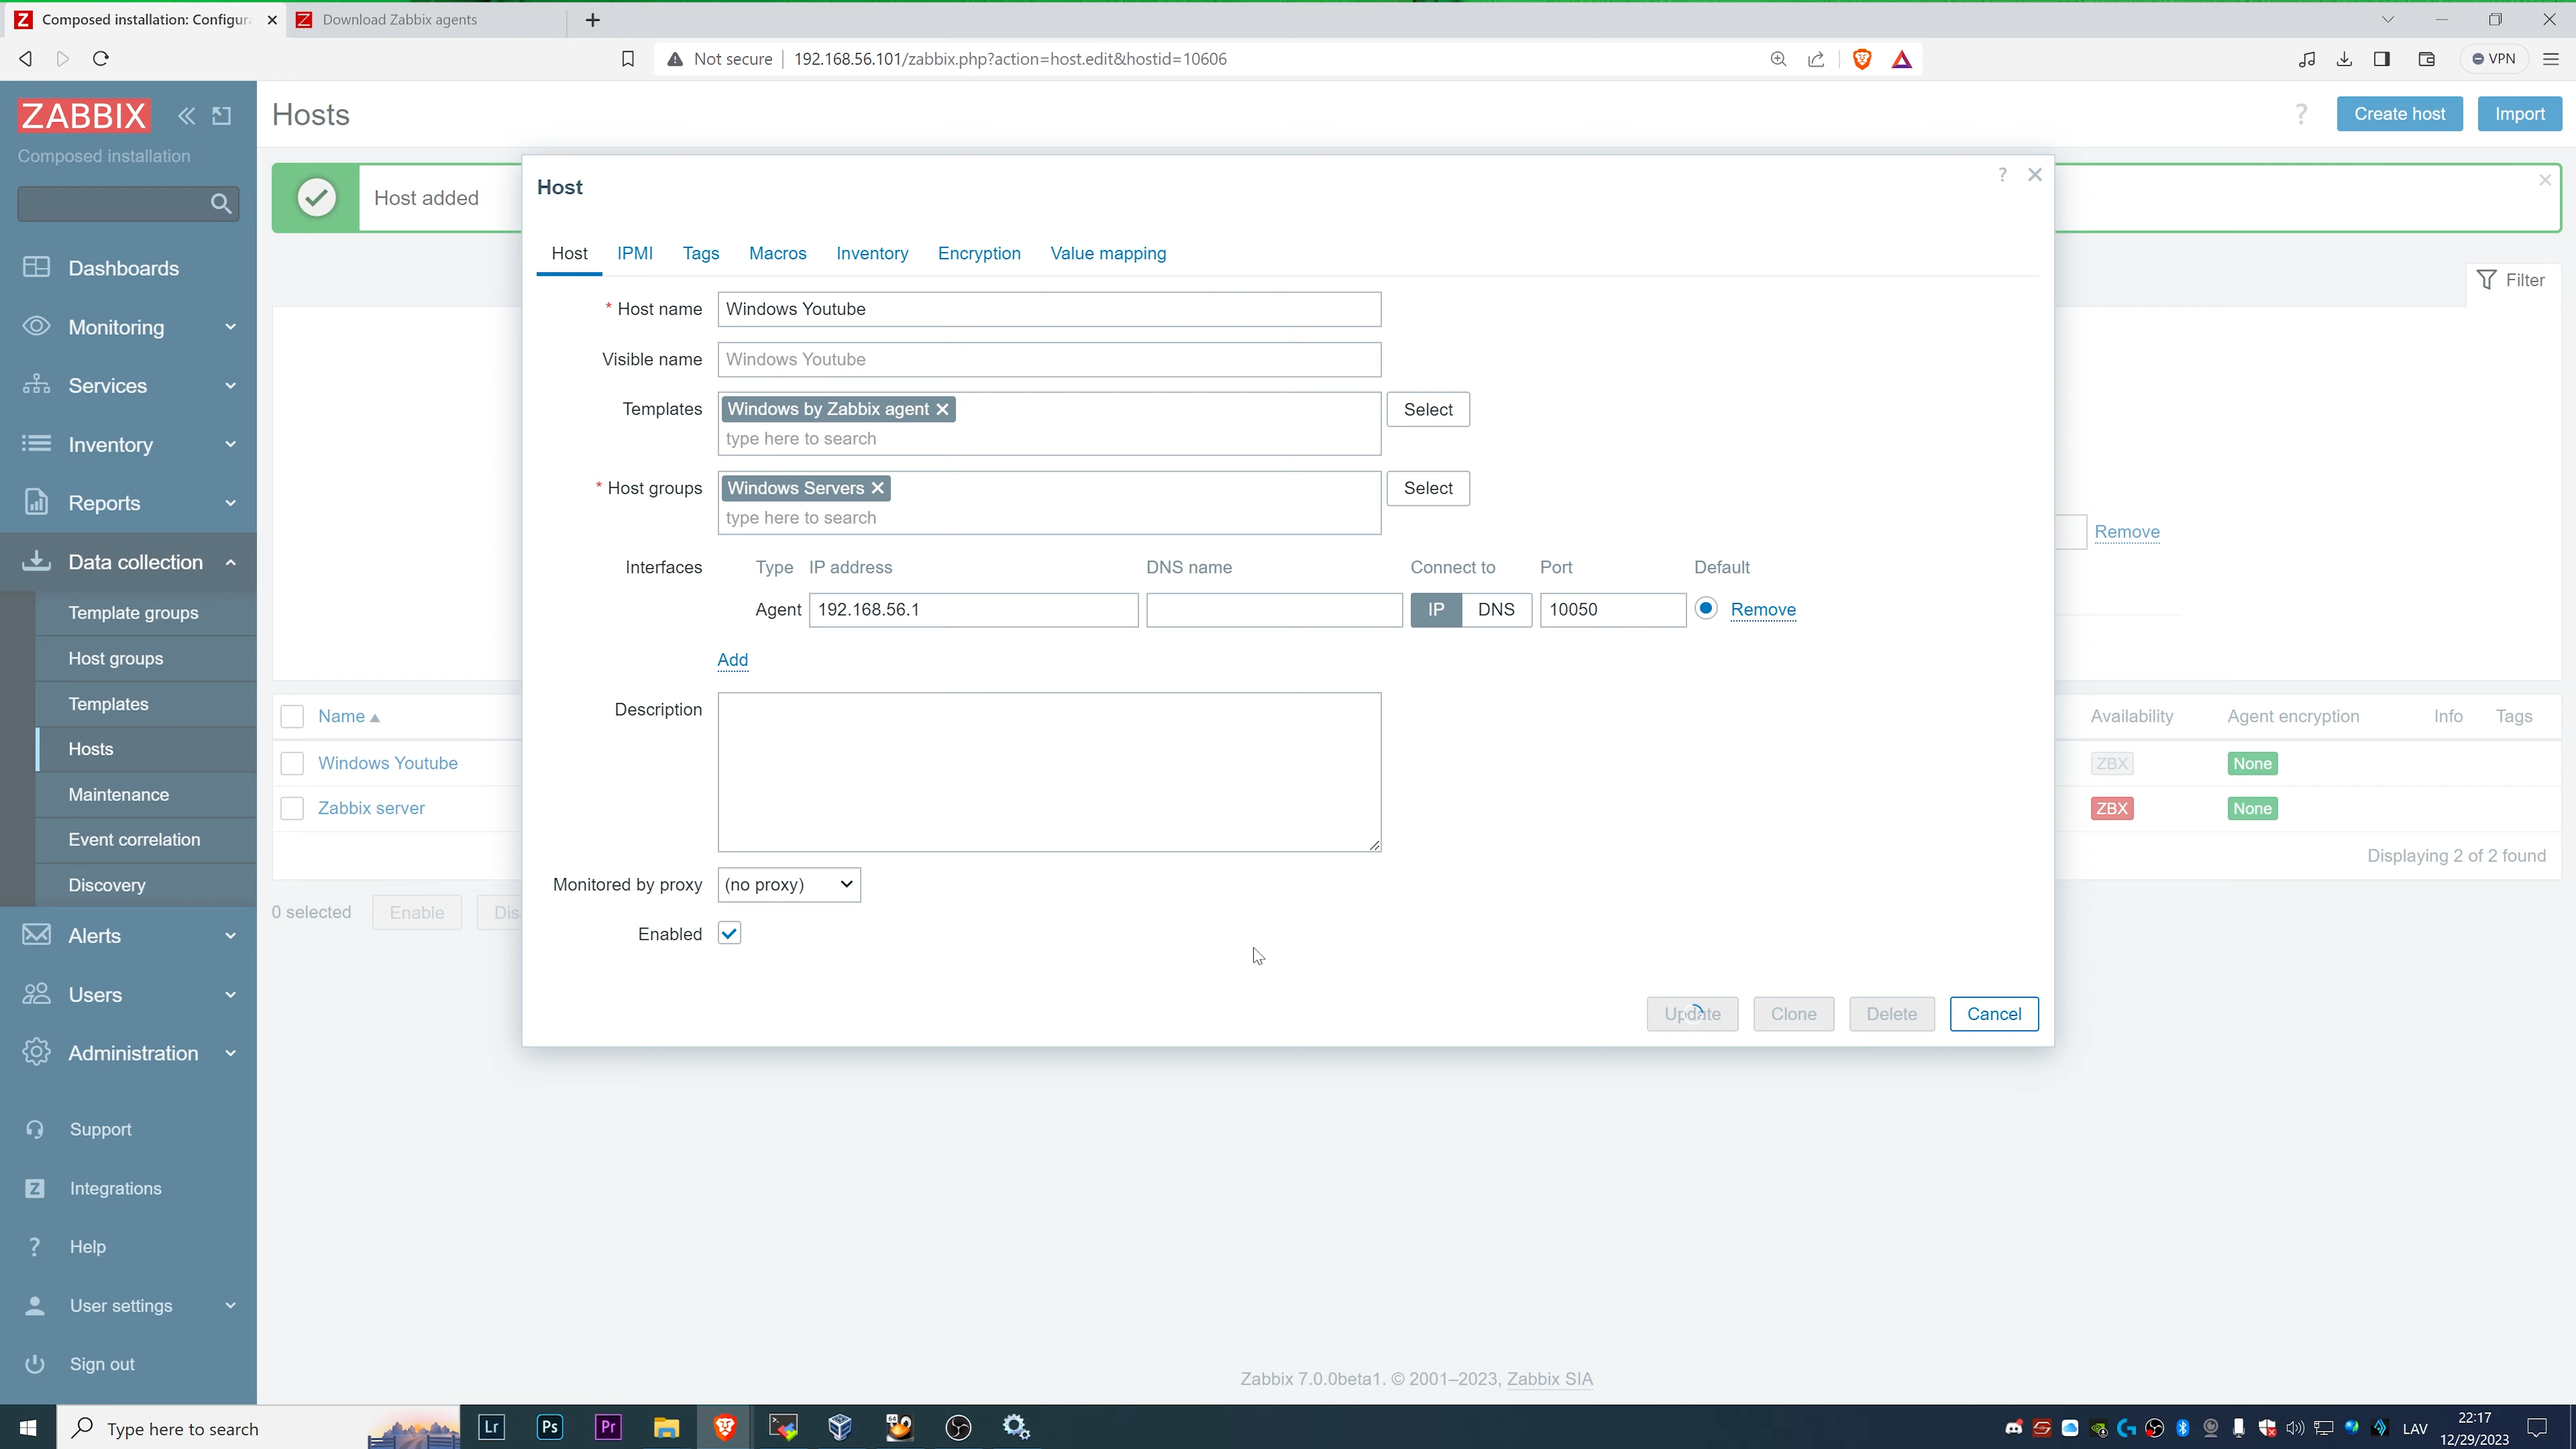 Composed installation: Configur
Download Zabbix agents
Not secure
192.168.56.101/zabbix.php?action=host.edit&hostid=10606
VPN
ZABBIX
Composed installation
Hosts
?
Create host
Import
Host added
Host
?
Host
IPMI
Tags
Macros
Inventory
Encryption
Value mapping
Filter
* Host name
Windows Youtube
Visible name
Windows Youtube
Templates
Windows by Zabbix agent
type here to search
Select
* Host groups
Windows Servers
type here to search
Select
Interfaces
Type
IP address
DNS name
Connect to
Port
Default
Agent
192.168.56.1
IP
DNS
10050
Remove
Add
Description
Monitored by proxy
(no proxy)
Enabled
Update
Clone
Delete
Cancel
Remove
Dashboards
Monitoring
Services
Inventory
Reports
Data collection
Template groups
Host groups
Templates
Hosts
Maintenance
Event correlation
Discovery
Alerts
Users
Administration
Support
Integrations
Help
User settings
Sign out
Name
Availability
Agent encryption
Info
Tags
Windows Youtube
ZBX
None
Zabbix server
ZBX
None
Displaying 2 of 2 found
0 selected
Enable
Dis
Zabbix 7.0.0beta1. © 2001–2023, Zabbix SIA
Type here to search
Lr
Ps
Pr
LAV
22:17
12/29/2023